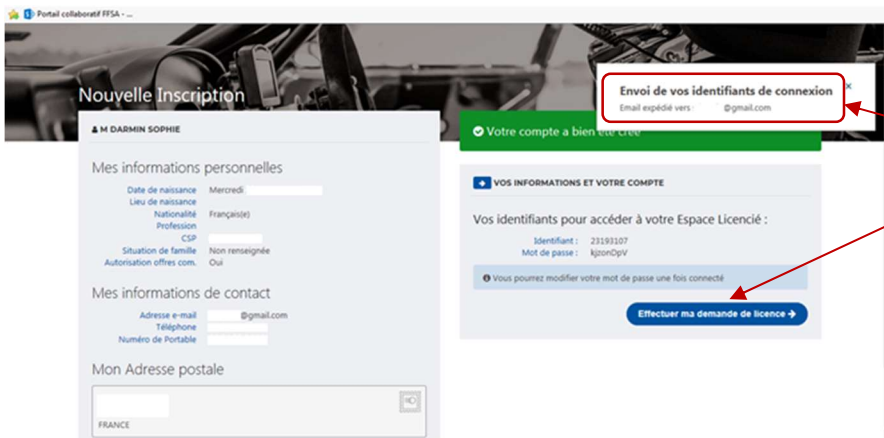 Portail collaboratif FFSA - ...
Nouvelle Inscription
M DARMIN SOPHIE
Mes informations personnelles
Date de naissance Mercredi
Lieu de naissance
Nationalité Français(e)
Profession
CSP
Situation de famille Non renseignée
Autorisation offres com. Oui
Mes informations de contact
Adresse e-mail @gmail.com
Téléphone
Numéro de Portable
Mon Adresse postale
FRANCE
Envoi de vos identifiants de connexion
Email expédié vers : @gmail.com
Votre compte a bien été créé
VOS INFORMATIONS ET VOTRE COMPTE
Vos identifiants pour accéder à votre Espace Licencié :
Identifiant : 23193107
Mot de passe : kjzonDpV
Vous pourrez modifier votre mot de passe une fois connecté
Effectuer ma demande de licence